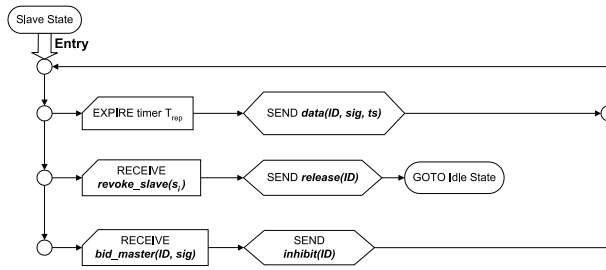 Slave State
Entry
EXPIRE timer T_rep
SEND data(ID, sig, ts)
RECEIVE
revoke_slave(s_i)
SEND release(ID)
GOTO Idle State
RECEIVE
bid_master(ID, sig)
SEND
inhibit(ID)